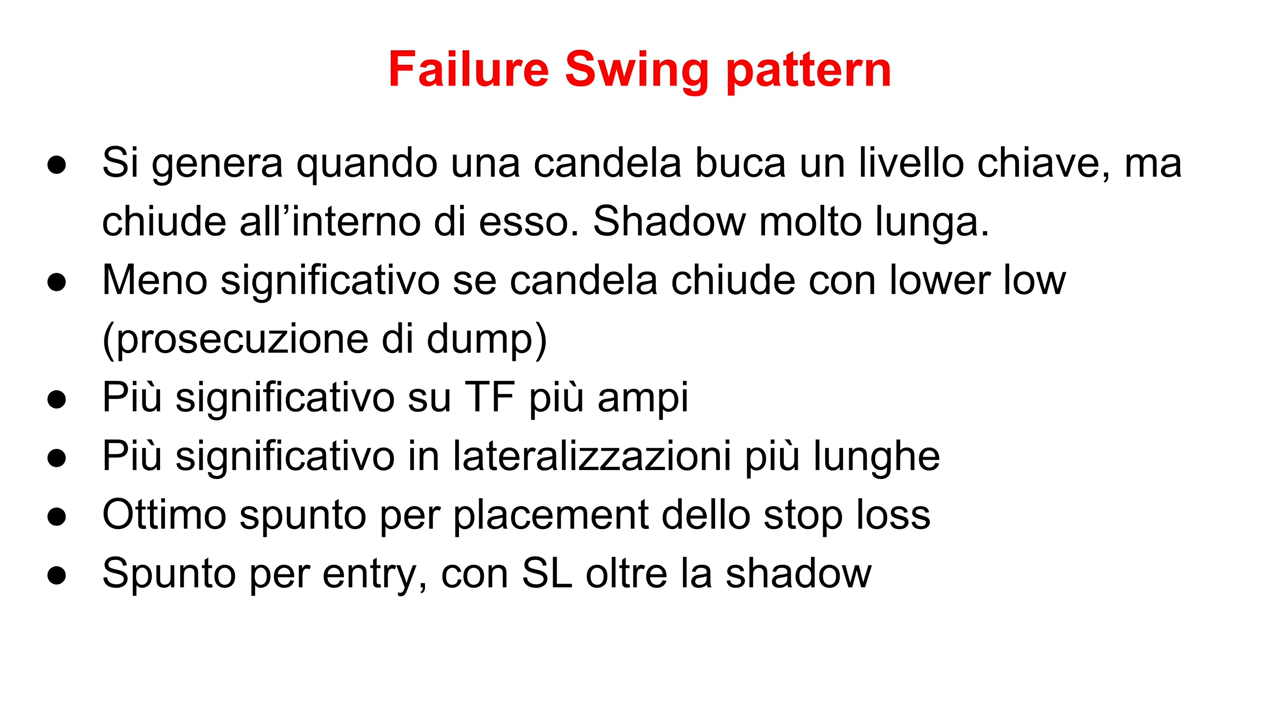 Failure Swing pattern
● Si genera quando una candela buca un livello chiave, ma
chiude all’interno di esso. Shadow molto lunga.
● Meno significativo se candela chiude con lower low
(prosecuzione di dump)
● Più significativo su TF più ampi
● Più significativo in lateralizzazioni più lunghe
● Ottimo spunto per placement dello stop loss
● Spunto per entry, con SL oltre la shadow